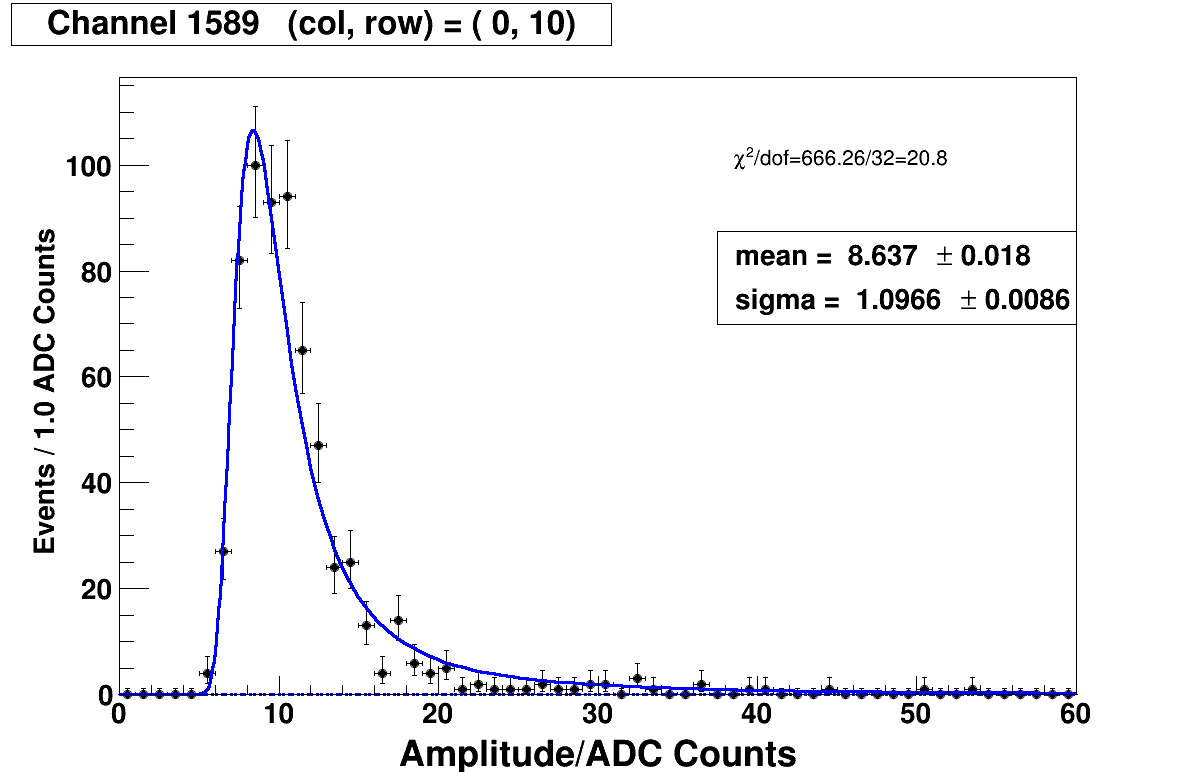 Channel 1589 (col, row) = ( 0, 10)
χ²/dof=666.26/32=20.8
mean = 8.637 ± 0.018
sigma = 1.0966 ± 0.0086
Events / 1.0 ADC Counts
100
80
60
40
20
0
0 10 20 30 40 50 60
Amplitude/ADC Counts